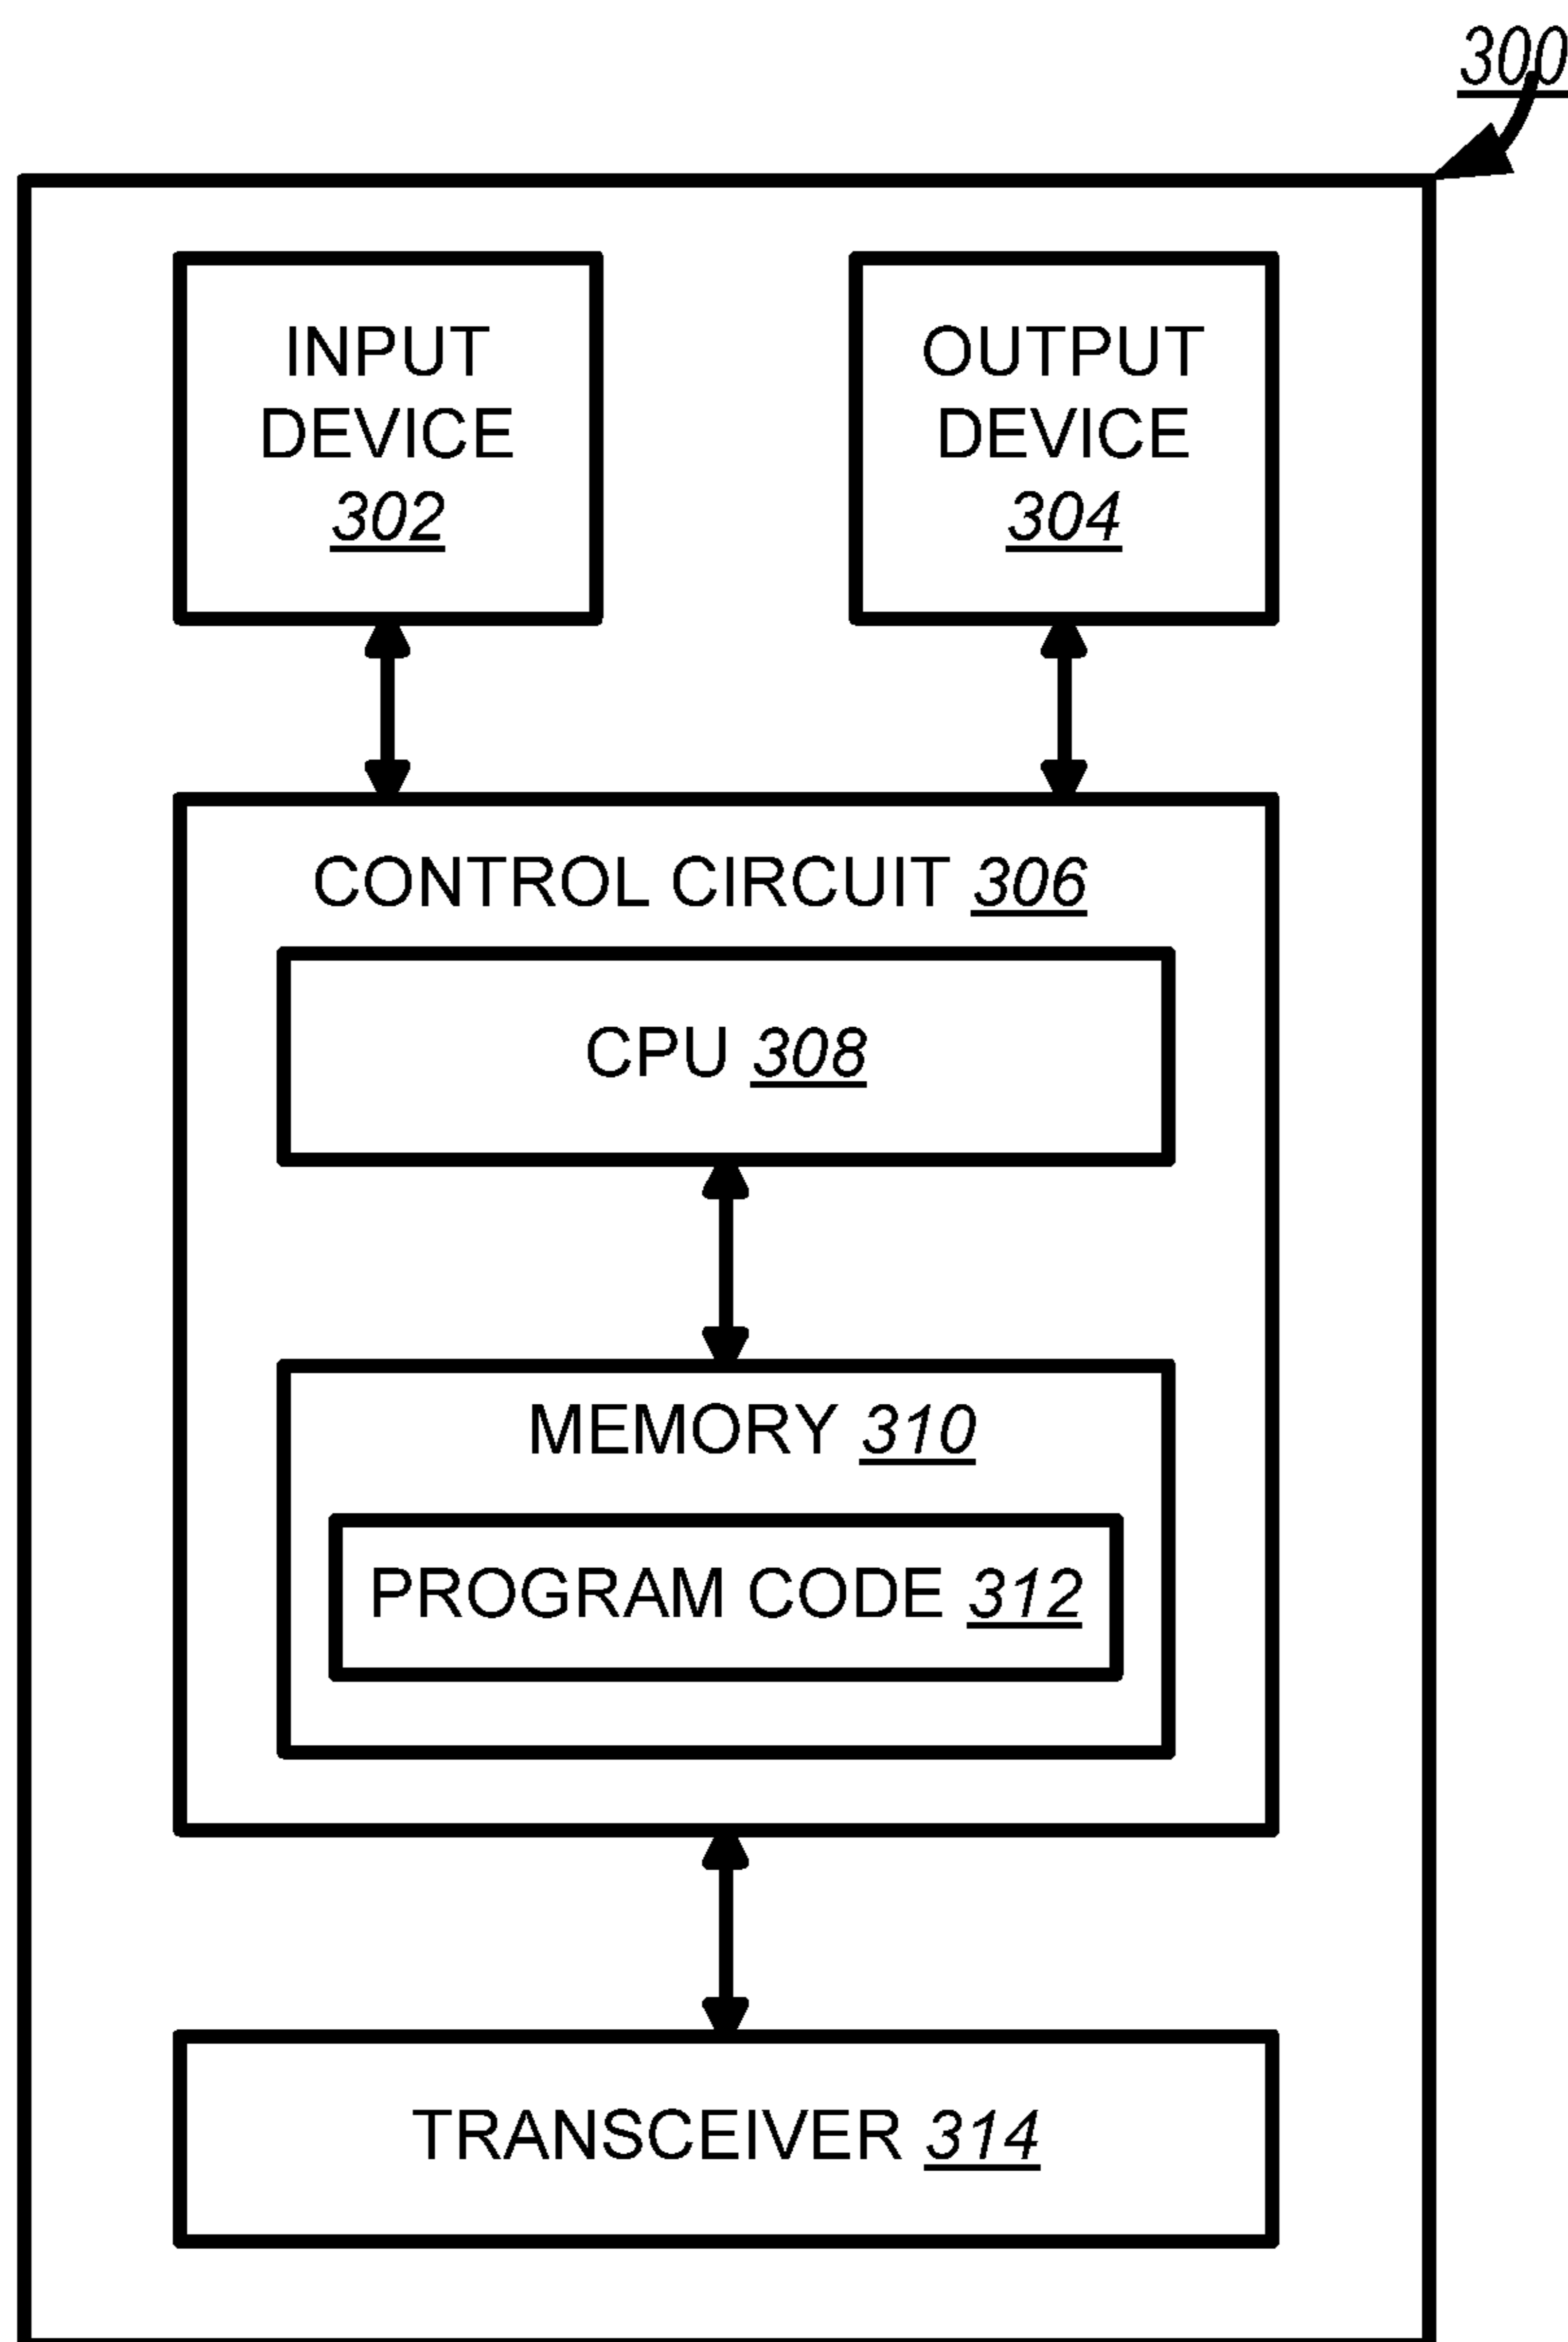 300
INPUT
DEVICE
302
OUTPUT
DEVICE
304
CONTROL CIRCUIT 306
CPU 308
MEMORY 310
PROGRAM CODE 312
TRANSCEIVER 314